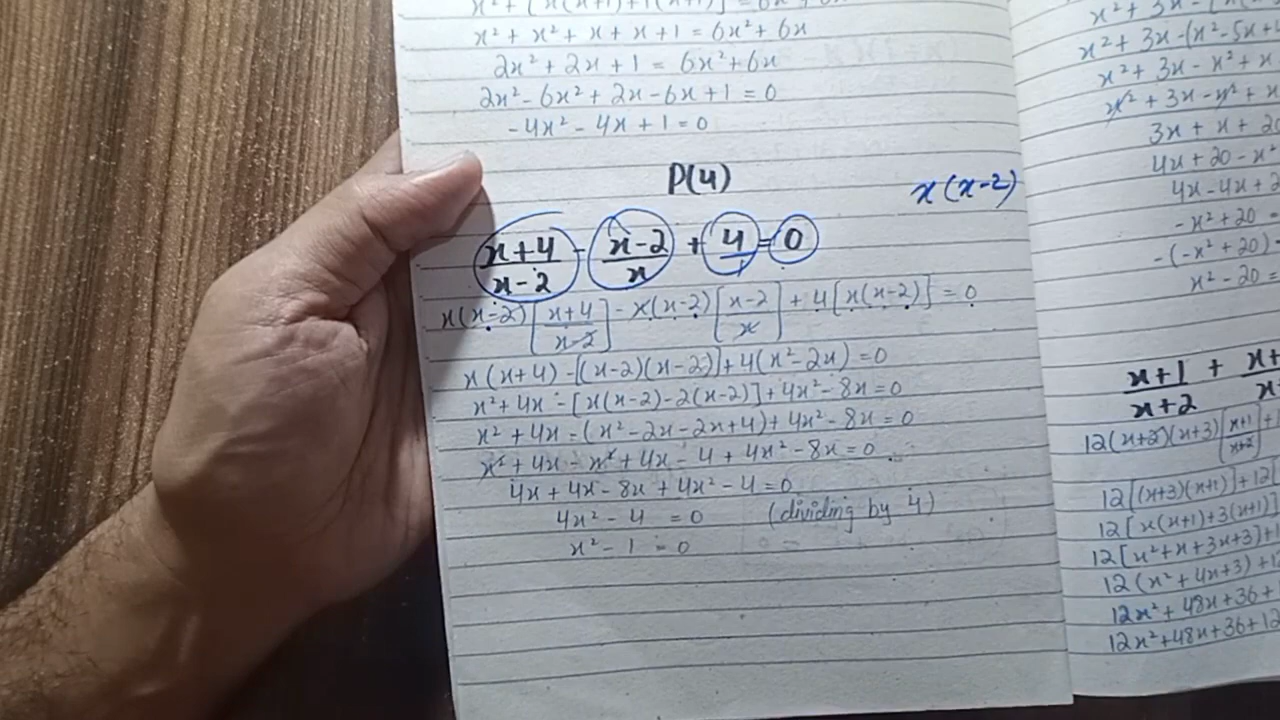 x² + x² + x + x + 1 = 6x² + 6x
2x² + 2x + 1 = 6x² + 6x
2x² - 6x² + 2x - 6x + 1 = 0
-4x² - 4x + 1 = 0
P(4)
x(x-2)
x+4/x-2 - x-2/x + 4/1 = 0
x(x-2)[x+4/x-2] - x(x-2)[x-2/x] + 4[x(x-2)] = 0
x(x+4) - [(x-2)(x-2)] + 4(x² - 2x) = 0
x² + 4x - [x(x-2) - 2(x-2)] + 4x² - 8x = 0
x² + 4x - (x² - 2x - 2x + 4) + 4x² - 8x = 0
x² + 4x - x² + 4x - 4 + 4x² - 8x = 0
4x + 4x - 8x + 4x² - 4 = 0
4x² - 4 = 0 (dividing by 4)
x² - 1 = 0
x² + 3x - (x² - 5x +
x² + 3x - x² + x
x² + 3x - x² + x
3x + x + 20
4x + 20 - x²
4x - 4x + 2
-x² + 20 =
-(-x² + 20) =
x² - 20 =
x+1/x+2 + x+
12(x+2)(x+3)[x+1/x+2] +
12[(x+3)(x+1)] + 12[
12[x(x+1) + 3(x+1)]
12[x² + x + 3x + 3] +
12(x² + 4x + 3) + 1
12x² + 48x + 36 +
12x² + 48x + 36 + 12